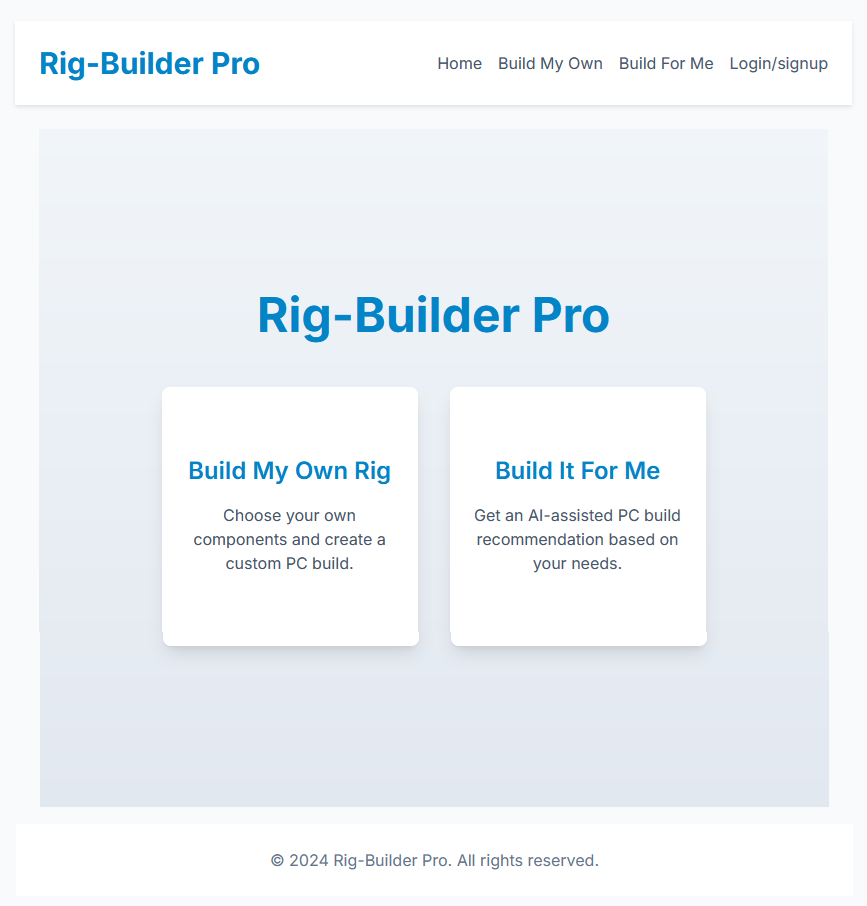 Rig-Builder Pro
Home Build My Own Build For Me Login/signup
Rig-Builder Pro
Build My Own Rig
Choose your own
components and create a
custom PC build.
Build It For Me
Get an AI-assisted PC build
recommendation based on
your needs.
© 2024 Rig-Builder Pro. All rights reserved.